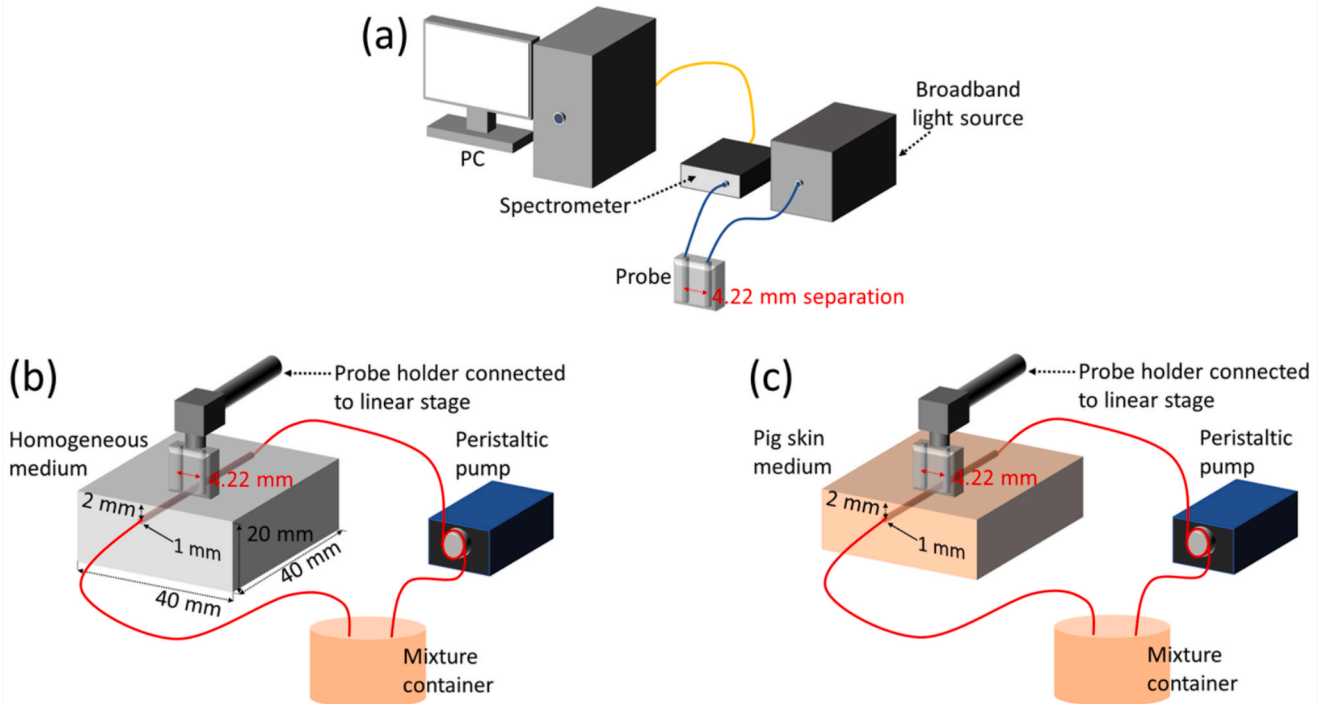 (a)
Broadband
light source
PC
Spectrometer
Probe
4.22 mm separation
(b)
Probe holder connected
to linear stage
Homogeneous
medium
Peristaltic
pump
4.22 mm
2 mm
1 mm
20 mm
40 mm
40 mm
Mixture
container
(c)
Probe holder connected
to linear stage
Pig skin
medium
Peristaltic
pump
4.22 mm
2 mm
1 mm
Mixture
container